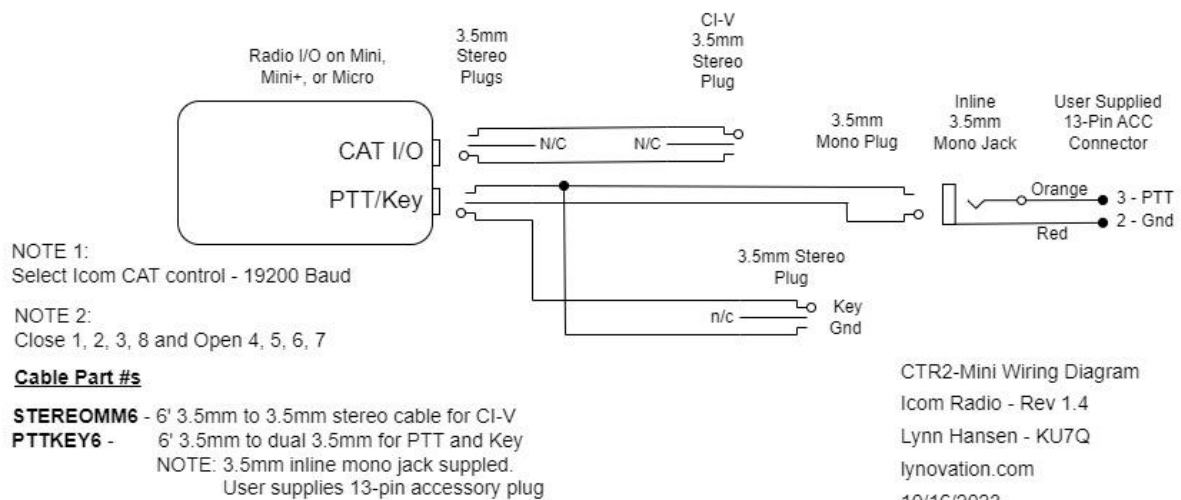 Radio I/O on Mini,
Mini+, or Micro
3.5mm
Stereo
Plugs
CI-V
3.5mm
Stereo
Plug
3.5mm
Mono Plug
Inline
3.5mm
Mono Jack
User Supplied
13-Pin ACC
Connector
CAT I/O
N/C
N/C
PTT/Key
Orange
3 - PTT
2 - Gnd
Red
3.5mm Stereo
Plug
Key
n/c
Gnd
NOTE 1:
Select Icom CAT control - 19200 Baud
NOTE 2:
Close 1, 2, 3, 8 and Open 4, 5, 6, 7
Cable Part #s
STEREOMM6 - 6' 3.5mm to 3.5mm stereo cable for CI-V
PTTKEY6 - 6' 3.5mm to dual 3.5mm for PTT and Key
NOTE: 3.5mm inline mono jack suppled.
User supplies 13-pin accessory plug
CTR2-Mini Wiring Diagram
Icom Radio - Rev 1.4
Lynn Hansen - KU7Q
lynovation.com